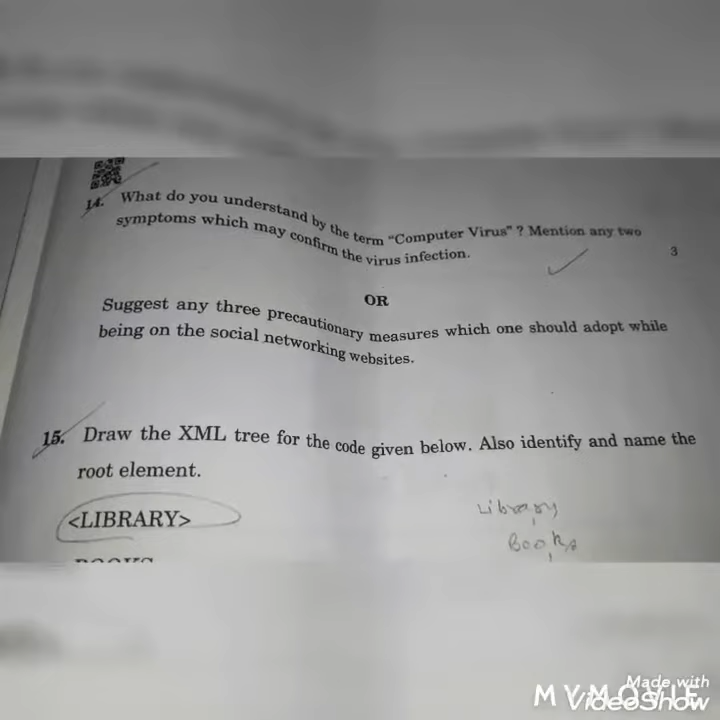 14. What do you understand by the term "Computer Virus" ? Mention any two
symptoms which may confirm the virus infection.
3
OR
Suggest any three precautionary measures which one should adopt while
being on the social networking websites.
15. Draw the XML tree for the code given below. Also identify and name the
root element.
<LIBRARY>
Library
Books
Made with
MYMOVIE
VideoShow